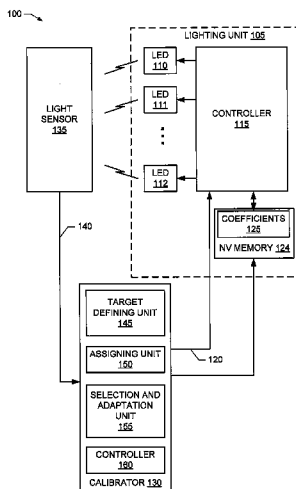 100
LIGHTING UNIT 105
LED
110
LED
111
LED
112
LIGHT
SENSOR
135
CONTROLLER
115
COEFFICIENTS
125
NV MEMORY 124
140
120
TARGET
DEFINING UNIT
145
ASSIGNING UNIT
150
SELECTION AND
ADAPTATION
UNIT
155
CONTROLLER
160
CALIBRATOR 130